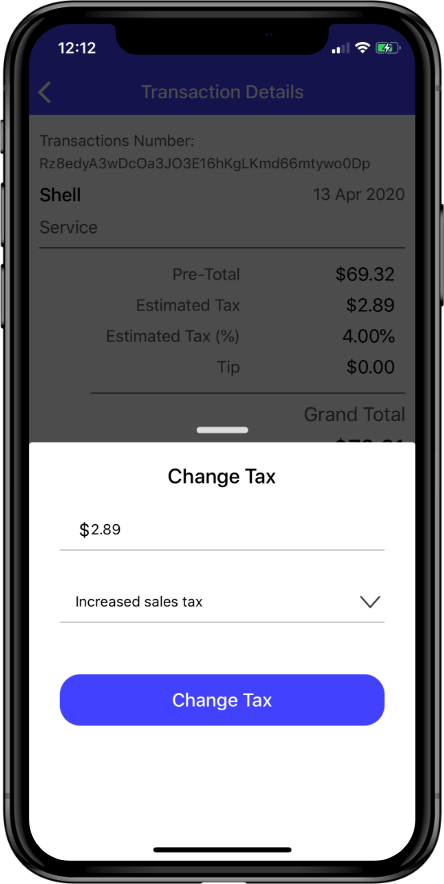 12:12
Transaction Details
Transactions Number:
Rz8edyA3wDcOa3JO3E16hKgLKmd66mtywo0Dp
Shell 13 Apr 2020
Service
Pre-Total $69.32
Estimated Tax $2.89
Estimated Tax (%) 4.00%
Tip $0.00
Grand Total
Change Tax
$2.89
Increased sales tax
Change Tax